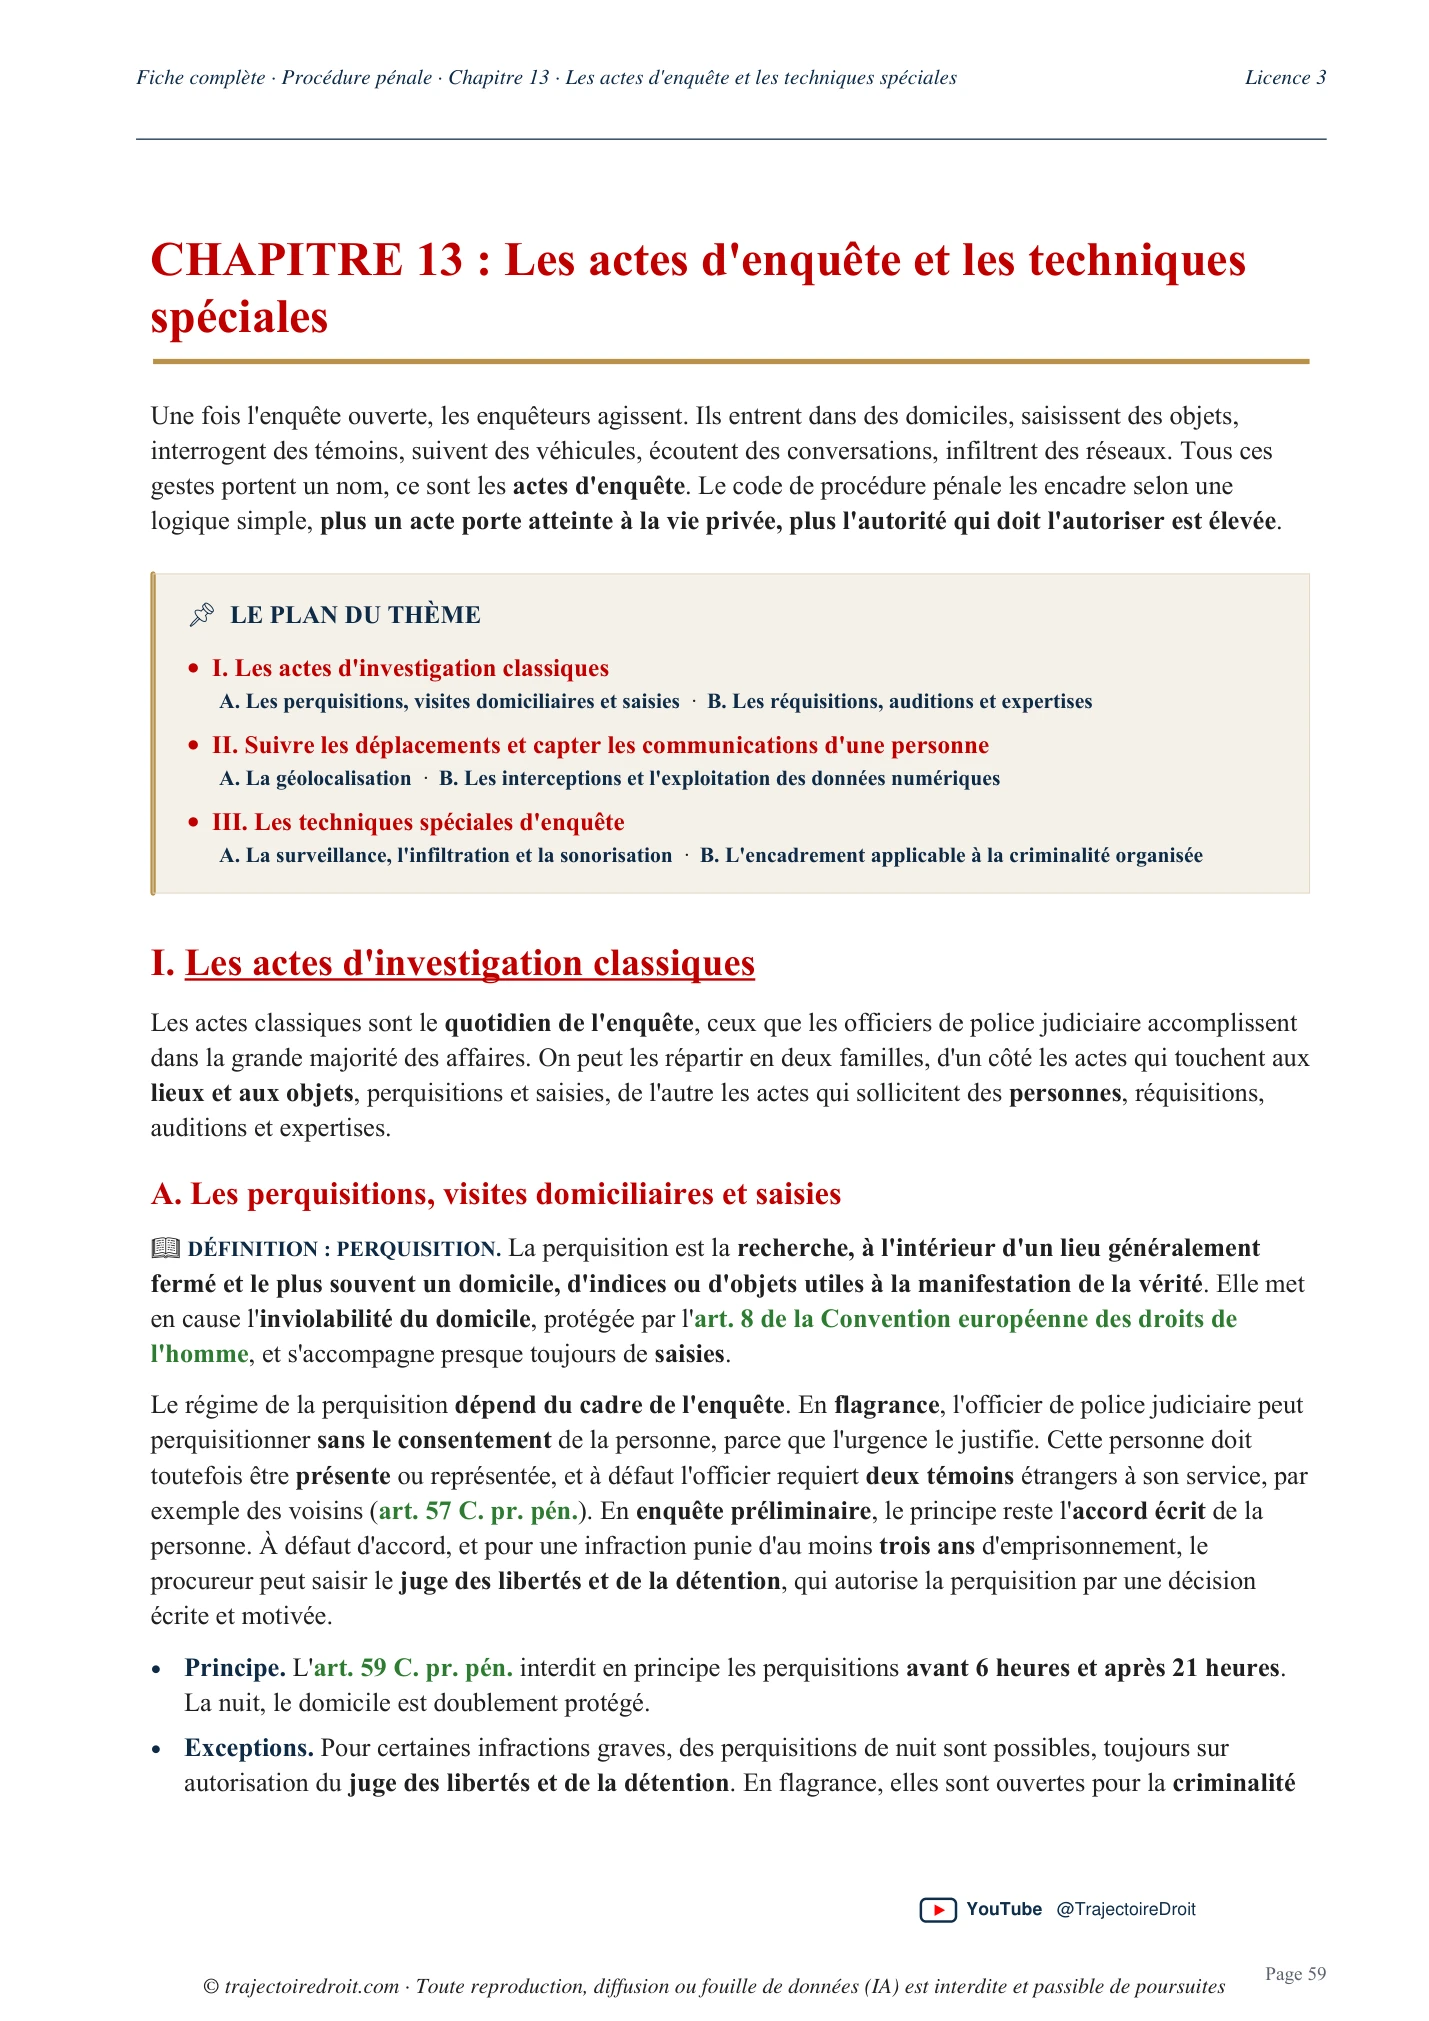 Fiche complète · Procédure pénale · Chapitre 13 · Les actes d'enquête et les techniques spéciales Licence 3
CHAPITRE 13 : Les actes d'enquête et les techniques
spéciales
Une fois l'enquête ouverte, les enquêteurs agissent. Ils entrent dans des domiciles, saisissent des objets,
interrogent des témoins, suivent des véhicules, écoutent des conversations, infiltrent des réseaux. Tous ces
gestes portent un nom, ce sont les actes d'enquête. Le code de procédure pénale les encadre selon une
logique simple, plus un acte porte atteinte à la vie privée, plus l'autorité qui doit l'autoriser est élevée.
LE PLAN DU THÈME
• I. Les actes d'investigation classiques
A. Les perquisitions, visites domiciliaires et saisies · B. Les réquisitions, auditions et expertises
• II. Suivre les déplacements et capter les communications d'une personne
A. La géolocalisation · B. Les interceptions et l'exploitation des données numériques
• III. Les techniques spéciales d'enquête
A. La surveillance, l'infiltration et la sonorisation · B. L'encadrement applicable à la criminalité organisée
I. Les actes d'investigation classiques
Les actes classiques sont le quotidien de l'enquête, ceux que les officiers de police judiciaire accomplissent
dans la grande majorité des affaires. On peut les répartir en deux familles, d'un côté les actes qui touchent aux
lieux et aux objets, perquisitions et saisies, de l'autre les actes qui sollicitent des personnes, réquisitions,
auditions et expertises.
A. Les perquisitions, visites domiciliaires et saisies
DÉFINITION : PERQUISITION. La perquisition est la recherche, à l'intérieur d'un lieu généralement
fermé et le plus souvent un domicile, d'indices ou d'objets utiles à la manifestation de la vérité. Elle met
en cause l'inviolabilité du domicile, protégée par l'art. 8 de la Convention européenne des droits de
l'homme, et s'accompagne presque toujours de saisies.
Le régime de la perquisition dépend du cadre de l'enquête. En flagrance, l'officier de police judiciaire peut
perquisitionner sans le consentement de la personne, parce que l'urgence le justifie. Cette personne doit
toutefois être présente ou représentée, et à défaut l'officier requiert deux témoins étrangers à son service, par
exemple des voisins (art. 57 C. pr. pén.). En enquête préliminaire, le principe reste l'accord écrit de la
personne. À défaut d'accord, et pour une infraction punie d'au moins trois ans d'emprisonnement, le
procureur peut saisir le juge des libertés et de la détention, qui autorise la perquisition par une décision
écrite et motivée.
• Principe. L'art. 59 C. pr. pén. interdit en principe les perquisitions avant 6 heures et après 21 heures.
La nuit, le domicile est doublement protégé.
• Exceptions. Pour certaines infractions graves, des perquisitions de nuit sont possibles, toujours sur
autorisation du juge des libertés et de la détention. En flagrance, elles sont ouvertes pour la criminalité
YouTube @TrajectoireDroit
© trajectoiredroit.com · Toute reproduction, diffusion ou fouille de données (IA) est interdite et passible de poursuites Page 59